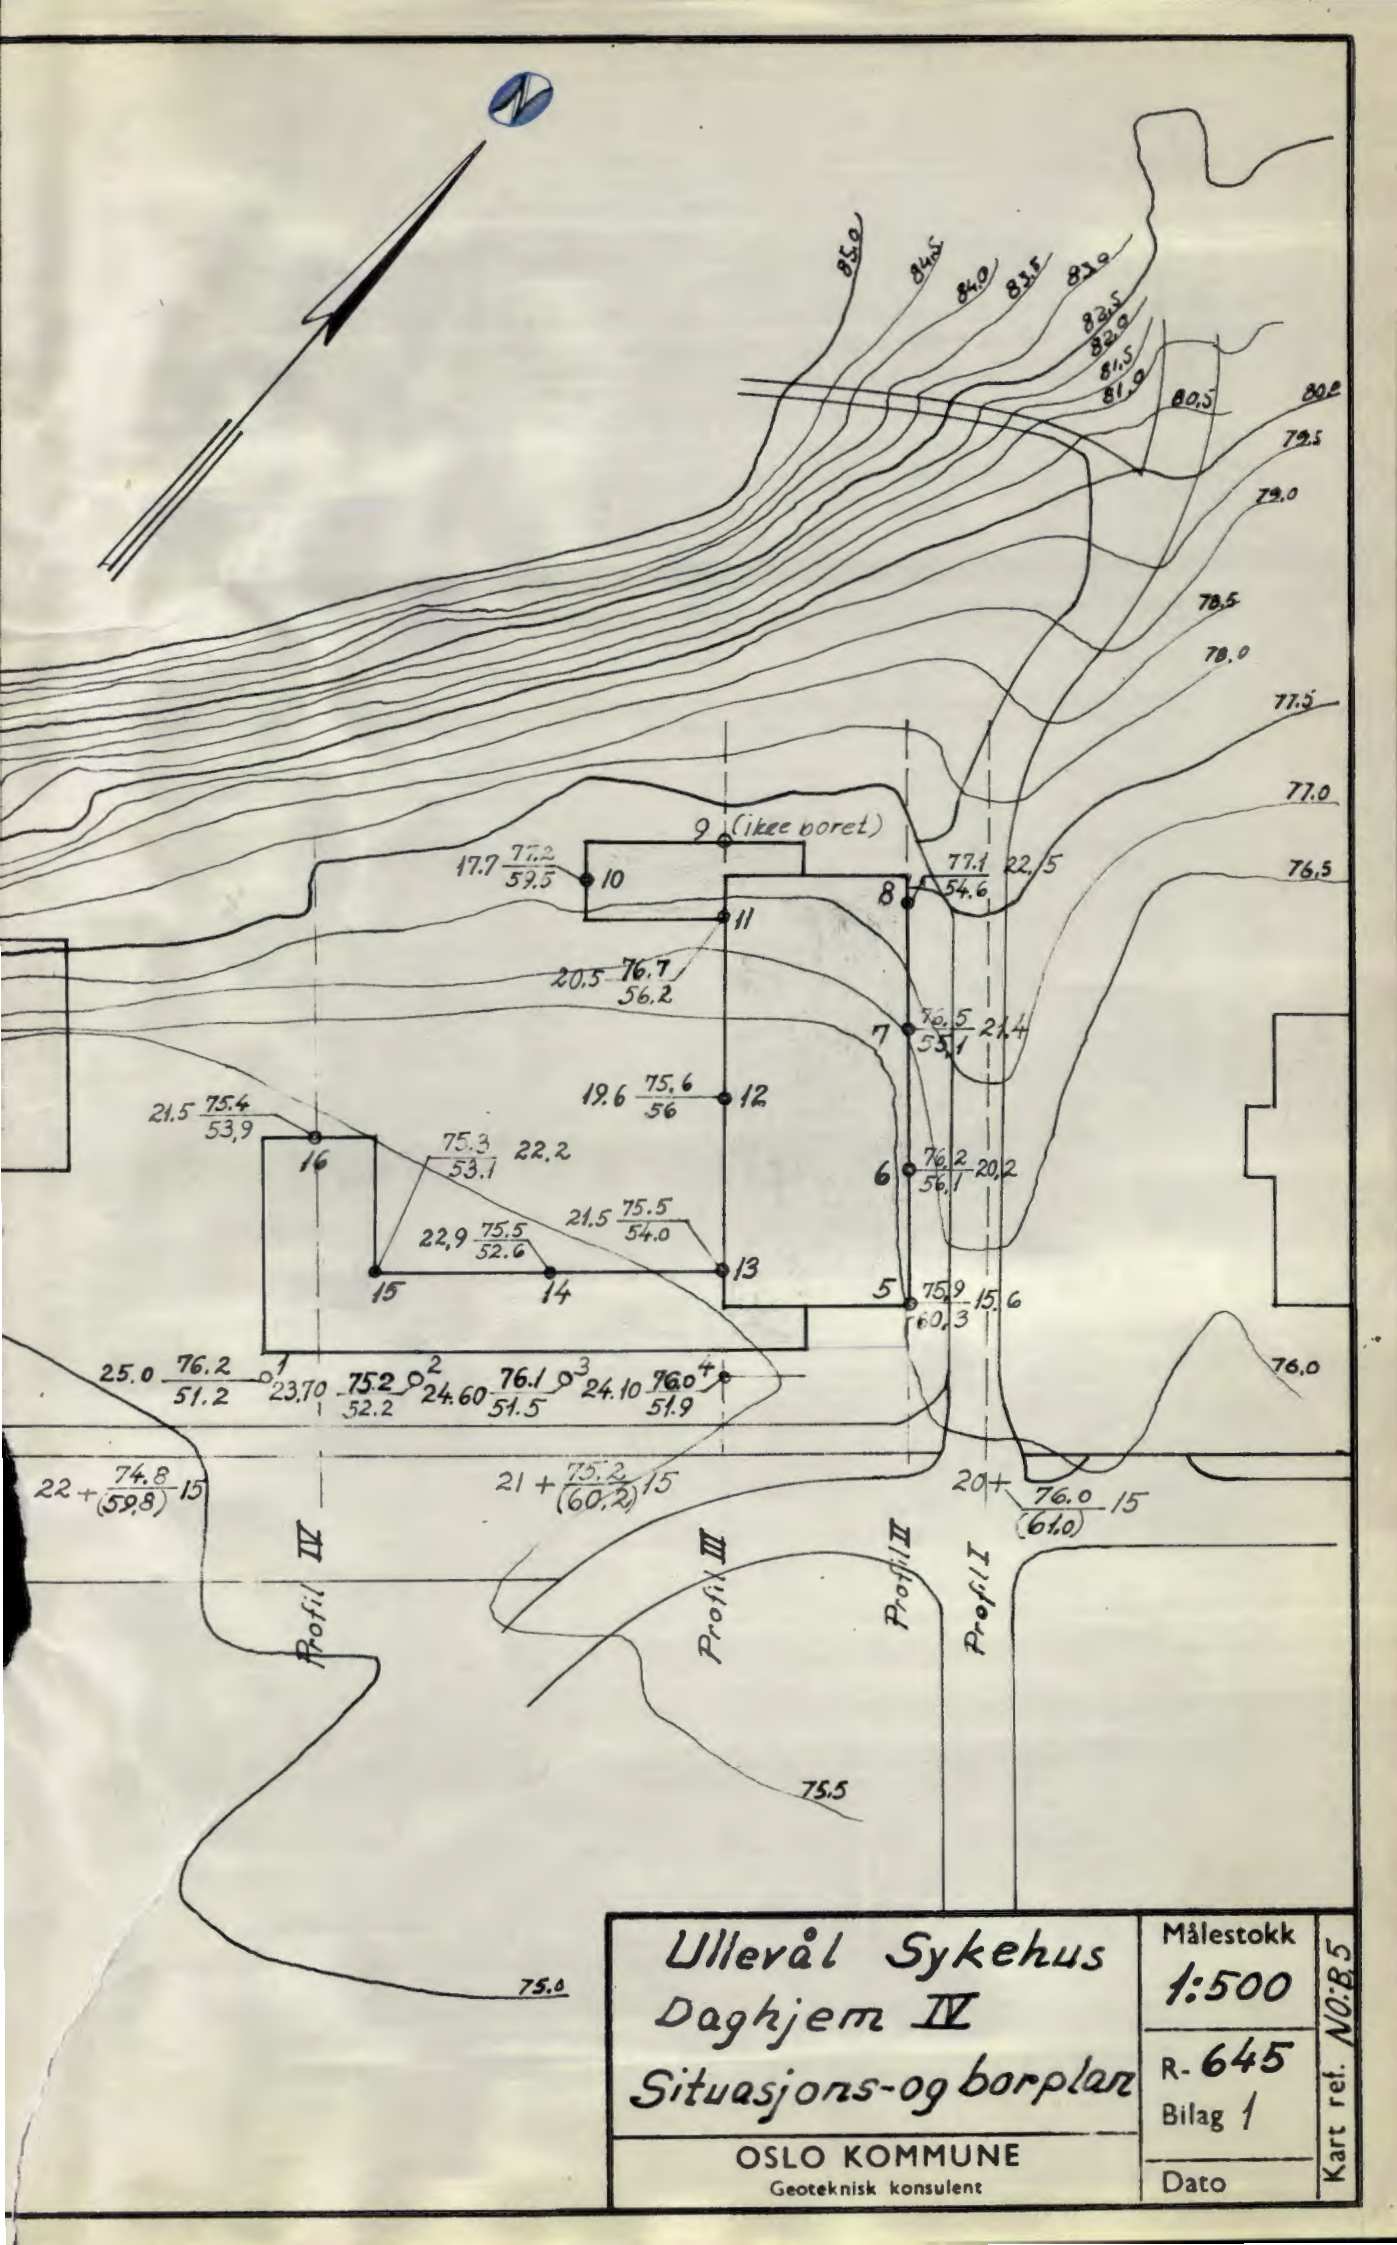 N
85.0
84.5
84.0
83.5
83.0
82.5
82.0
81.5
81.0
80.5
80.0
79.5
79.0
78.5
78.0
77.5
77.0
76.5
9 (ikke boret)
17.7 77.2 10
59.5
8 77.1 22,5
54.6
11
20.5 76.7
56.2
7 76.5 21.4
55,1
19.6 75.6 12
56
21.5 75.4
53,9
16
75.3 22,2
53.1
6 76,2 20,2
56,1
21.5 75.5
54.0
22,9 75.5
52.6
13
15
14
5 75,9 15,6
60,3
25.0 76.2 1
51.2
23,70 75.2 2
52.2
24.60 76.1 3
51.5
24.10 76.0 4
51.9
76,0
22 + 74.8 15
(59,8)
21 + 75.2 15
(60,2)
20+ 76.0 15
(61.0)
Profil IV
Profil III
Profil II
Profil I
75.5
75.0
Ullevål Sykehus
Daghjem IV
Situasjons-og borplan
OSLO KOMMUNE
Geoteknisk konsulent
Målestokk
1:500
R- 645
Bilag 1
Dato
Kart ref. NO:B,5